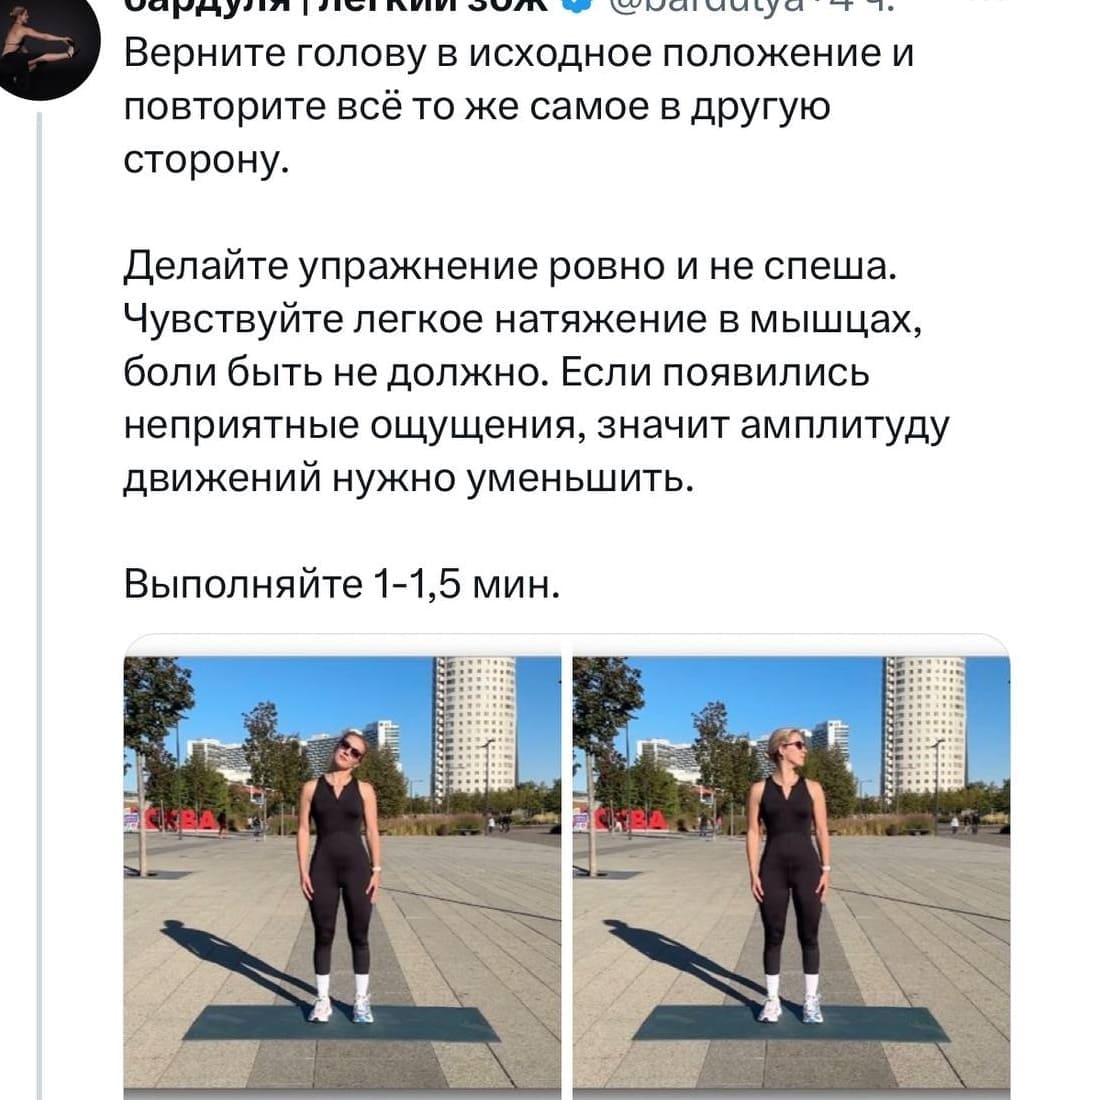 бардуля | лёгкий зож @bardulya · 4 ч.
Верните голову в исходное положение и
повторите всё то же самое в другую
сторону.
Делайте упражнение ровно и не спеша.
Чувствуйте легкое натяжение в мышцах,
боли быть не должно. Если появились
неприятные ощущения, значит амплитуду
движений нужно уменьшить.
Выполняйте 1-1,5 мин.